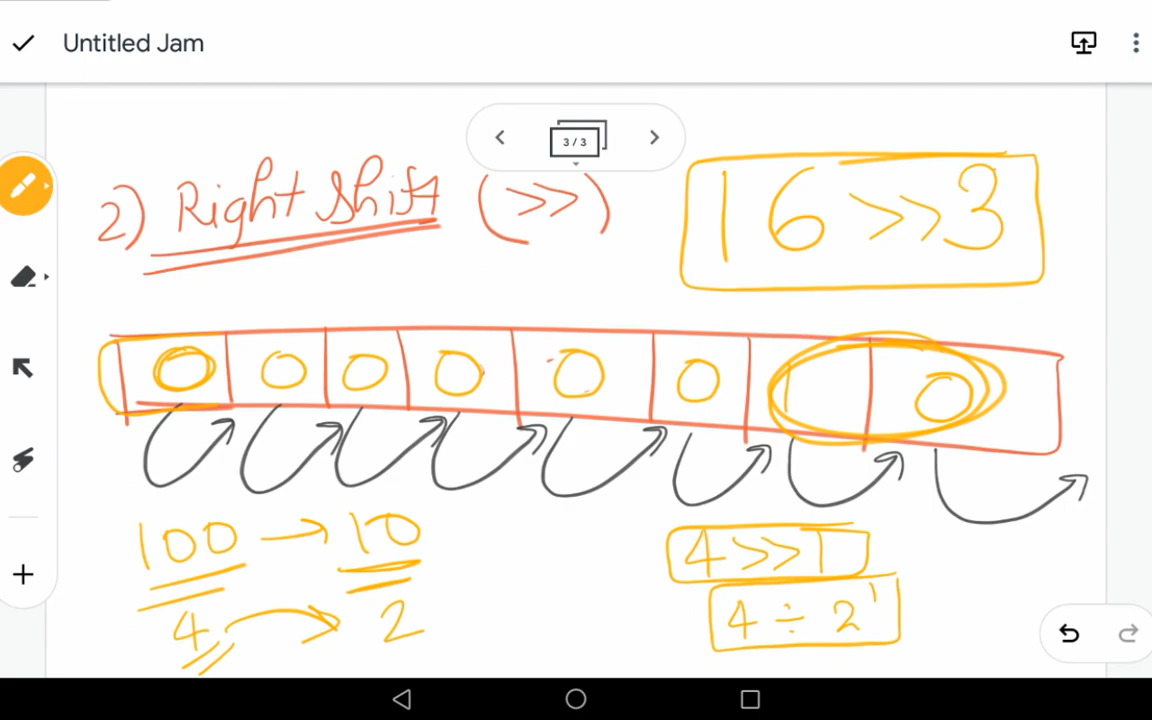 Untitled Jam
3 / 3
2) Right Shift (>>)
16 >> 3
0 0 0 0 0 0 1 0
100 → 10
4 → 2
4 >> 1
4 ÷ 2¹